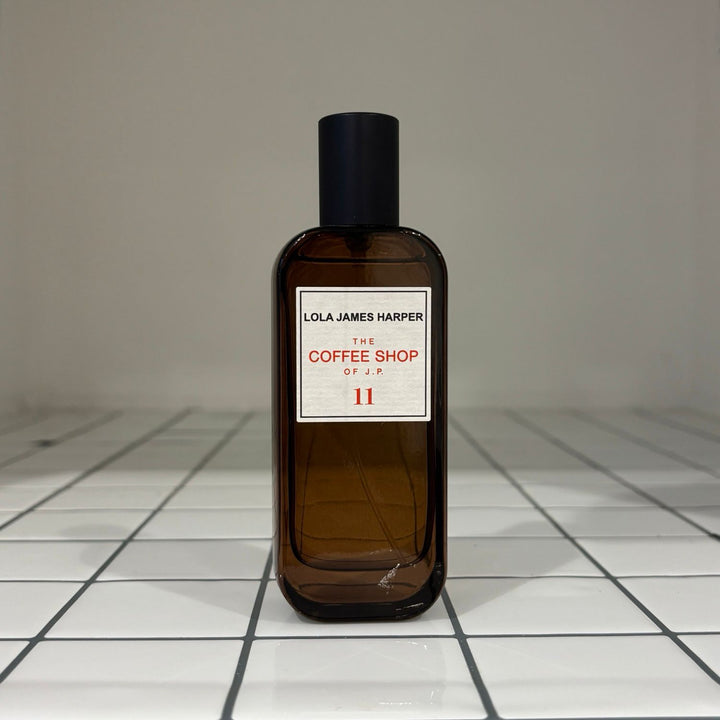 LOLA JAMES HARPER
THE
COFFEE SHOP
OF J.P.
11